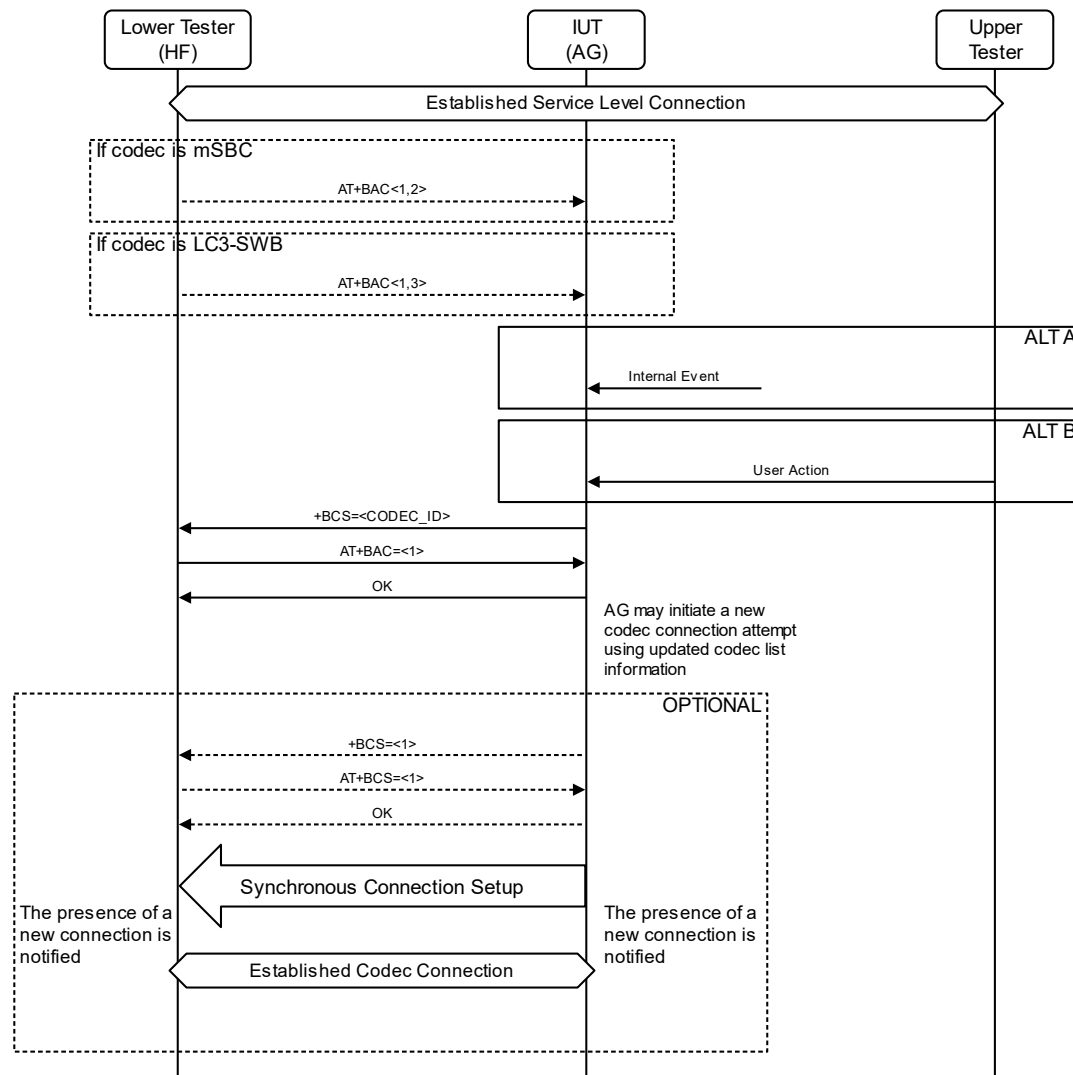 Lower Tester
(HF)
IUT
(AG)
Upper
Tester
Established Service Level Connection
If codec is mSBC
AT+BAC<1,2>
If codec is LC3-SWB
AT+BAC<1,3>
ALT A
Internal Event
ALT B
User Action
+BCS=<CODEC_ID>
AT+BAC=<1>
OK
AG may initiate a new
codec connection attempt
using updated codec list
information
OPTIONAL
+BCS=<1>
AT+BCS=<1>
OK
Synchronous Connection Setup
The presence of a
new connection is
notified
The presence of a
new connection is
notified
Established Codec Connection